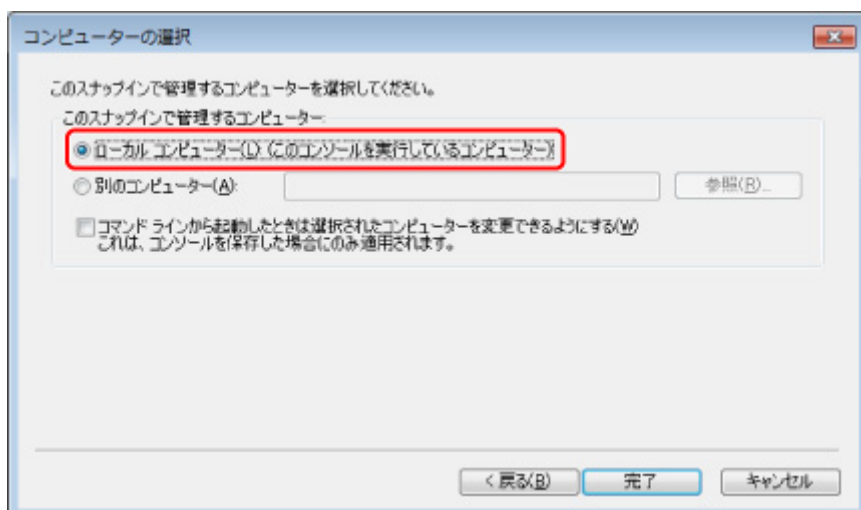 コンピューターの選択
このスナップインで管理するコンピューターを選択してください。
このスナップインで管理するコンピューター:
ローカル コンピューター(L): (このコンソールを実行しているコンピューター)
別のコンピューター(A):
参照(R)...
コマンド ラインから起動したときは選択されたコンピューターを変更できるようにする(W)
これは、コンソールを保存した場合にのみ適用されます。
< 戻る(B)
完了
キャンセル